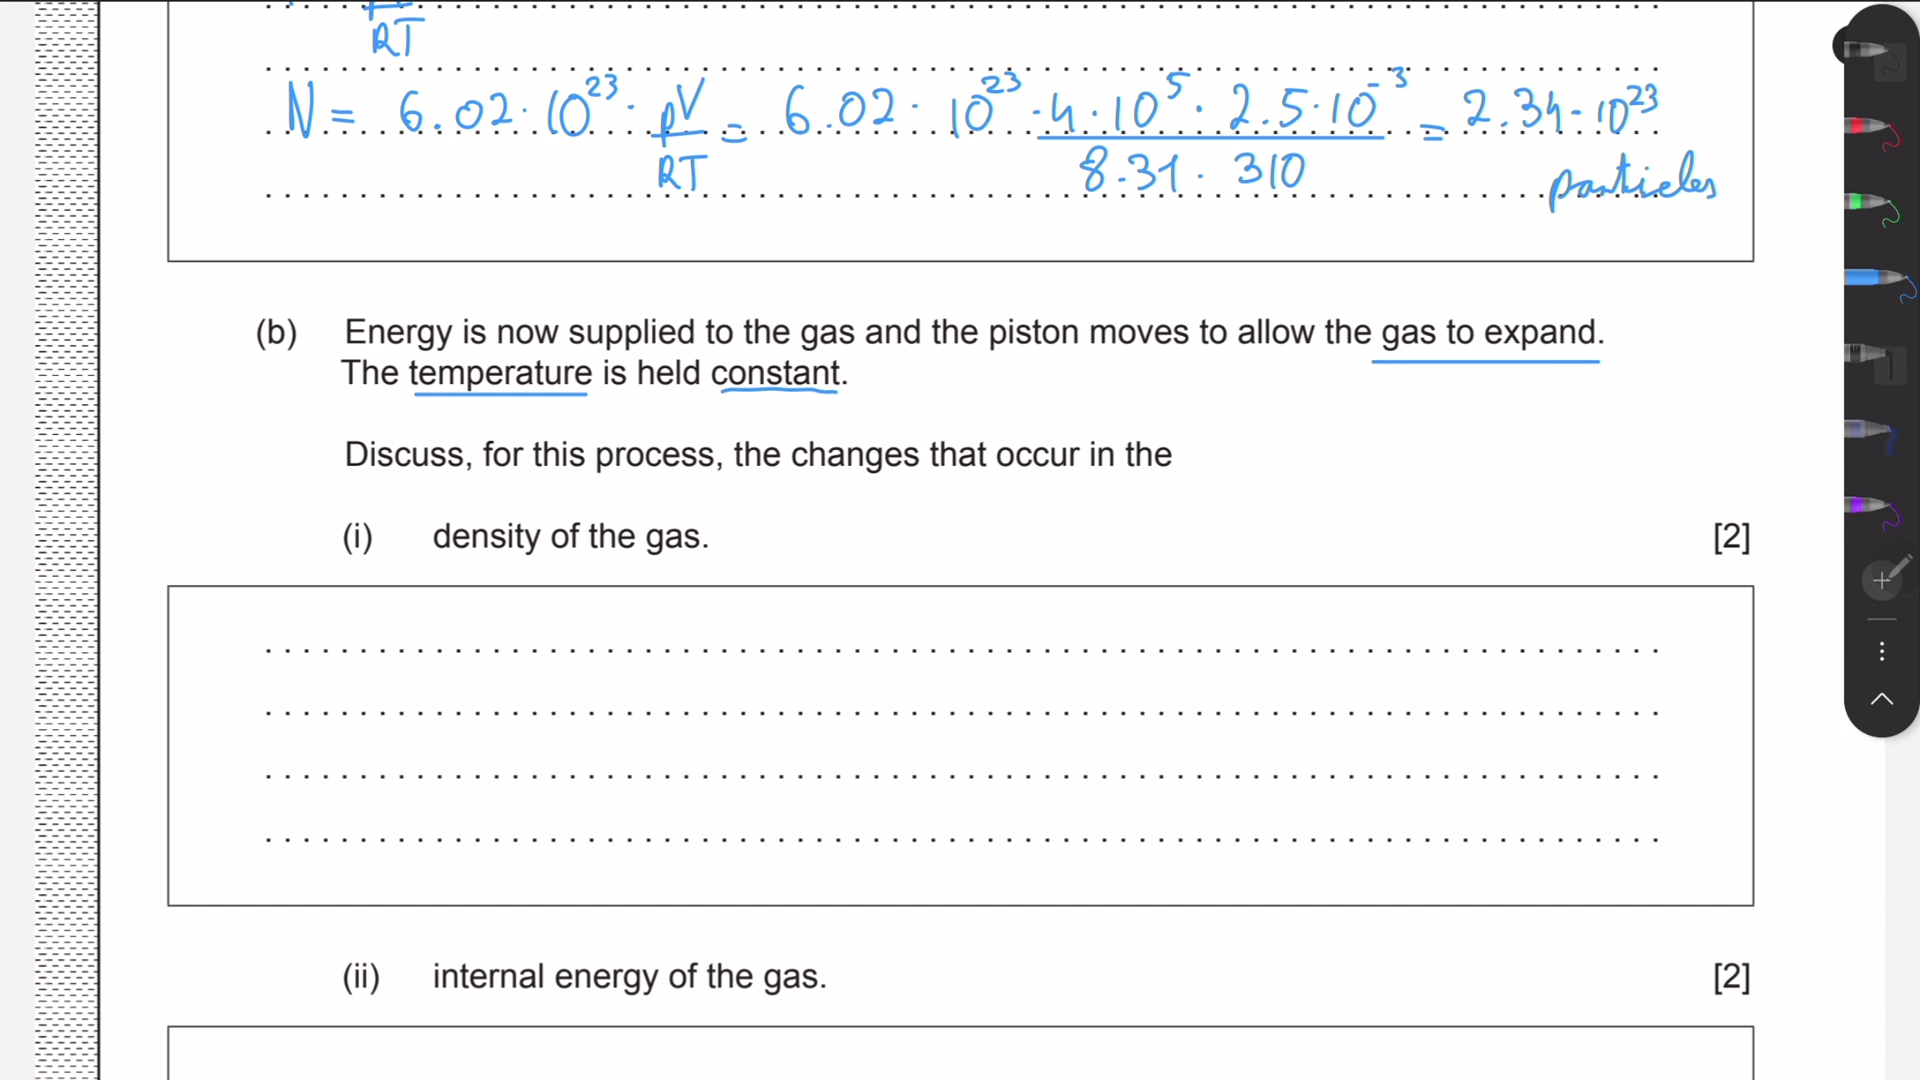 RT
N = 6.02 · 10²³ · pV/RT = 6.02 · 10²³ · 4 · 10⁵ · 2.5 · 10⁻³ / 8.31 · 310 = 2.34 · 10²³
particles
(b) Energy is now supplied to the gas and the piston moves to allow the gas to expand.
The temperature is held constant.
Discuss, for this process, the changes that occur in the
(i) density of the gas. [2]
(ii) internal energy of the gas. [2]